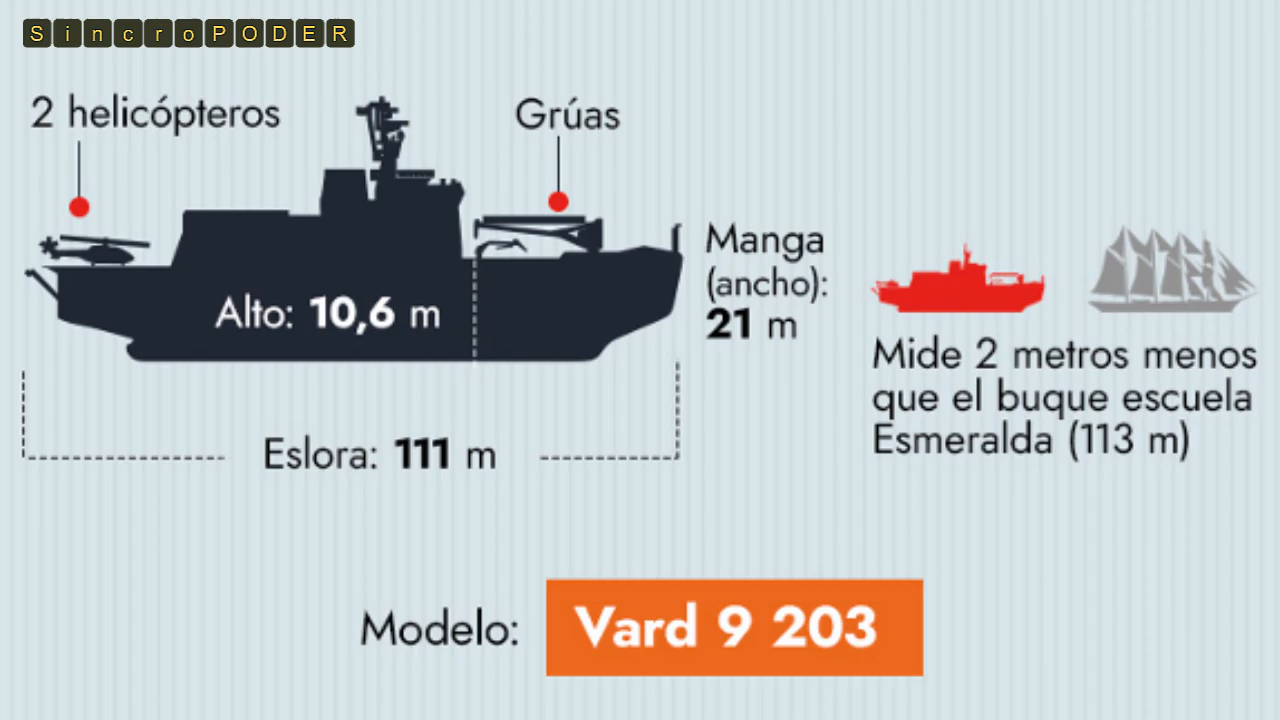 SincroPODER
2 helicópteros
Grúas
Manga
(ancho):
21 m
Alto: 10,6 m
Eslora: 111 m
Mide 2 metros menos
que el buque escuela
Esmeralda (113 m)
Modelo: Vard 9 203